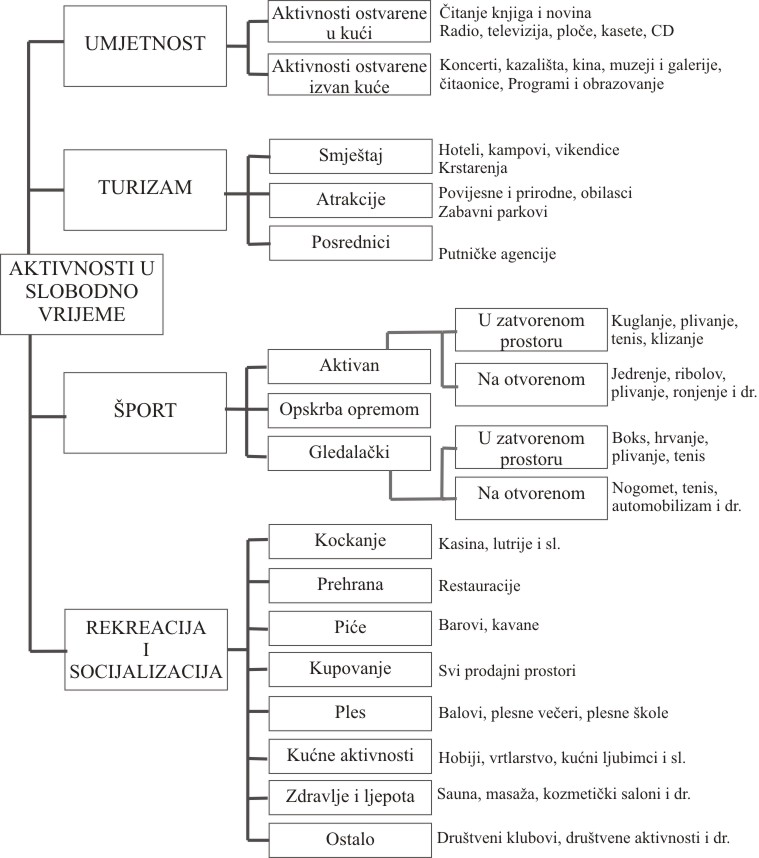 UMJETNOST
Aktivnosti ostvarene
u kući
Čitanje knjiga i novina
Radio, televizija, ploče, kasete, CD
Aktivnosti ostvarene
izvan kuće
Koncerti, kazališta, kina, muzeji i galerije,
čitaonice, Programi i obrazovanje
TURIZAM
Smještaj
Hoteli, kampovi, vikendice
Krstarenja
Atrakcije
Povijesne i prirodne, obilasci
Zabavni parkovi
Posrednici
Putničke agencije
AKTIVNOSTI U
SLOBODNO
VRIJEME
ŠPORT
Aktivan
U zatvorenom
prostoru
Kuglanje, plivanje,
tenis, klizanje
Na otvorenom
Jedrenje, ribolov,
plivanje, ronjenje i dr.
Opskrba opremom
Gledalački
U zatvorenom
prostoru
Boks, hrvanje,
plivanje, tenis
Na otvorenom
Nogomet, tenis,
automobilizam i dr.
REKREACIJA
I
SOCIJALIZACIJA
Kockanje
Kasina, lutrije i sl.
Prehrana
Restauracije
Piće
Barovi, kavane
Kupovanje
Svi prodajni prostori
Ples
Balovi, plesne večeri, plesne škole
Kućne aktivnosti
Hobiji, vrtlarstvo, kućni ljubimci i sl.
Zdravlje i ljepota
Sauna, masaža, kozmetički saloni i dr.
Ostalo
Društveni klubovi, društvene aktivnosti i dr.